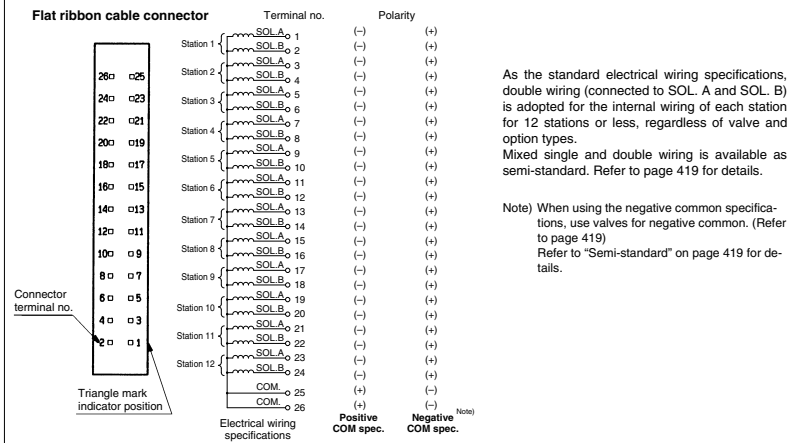 Flat ribbon cable connector
Terminal no. Polarity
26 25
24 23
22 21
20 19
18 17
16 15
14 13
12 11
10 9
8 7
6 5
4 3
2 1
Connector
terminal no.
Triangle mark
indicator position
Station 1 SOL.A 1 (–) (+)
SOL.B 2 (–) (+)
Station 2 SOL.A 3 (–) (+)
SOL.B 4 (–) (+)
Station 3 SOL.A 5 (–) (+)
SOL.B 6 (–) (+)
Station 4 SOL.A 7 (–) (+)
SOL.B 8 (–) (+)
Station 5 SOL.A 9 (–) (+)
SOL.B 10 (–) (+)
Station 6 SOL.A 11 (–) (+)
SOL.B 12 (–) (+)
Station 7 SOL.A 13 (–) (+)
SOL.B 14 (–) (+)
Station 8 SOL.A 15 (–) (+)
SOL.B 16 (–) (+)
Station 9 SOL.A 17 (–) (+)
SOL.B 18 (–) (+)
Station 10 SOL.A 19 (–) (+)
SOL.B 20 (–) (+)
Station 11 SOL.A 21 (–) (+)
SOL.B 22 (–) (+)
Station 12 SOL.A 23 (–) (+)
SOL.B 24 (–) (+)
COM. 25 (+) (–)
COM. 26 (+) (–)
Electrical wiring
specifications
Positive
COM spec.
Negative Note)
COM spec.
As the standard electrical wiring specifications,
double wiring (connected to SOL. A and SOL. B)
is adopted for the internal wiring of each station
for 12 stations or less, regardless of valve and
option types.
Mixed single and double wiring is available as
semi-standard. Refer to page 419 for details.
Note) When using the negative common specifica-
tions, use valves for negative common. (Refer
to page 419)
Refer to “Semi-standard” on page 419 for de-
tails.